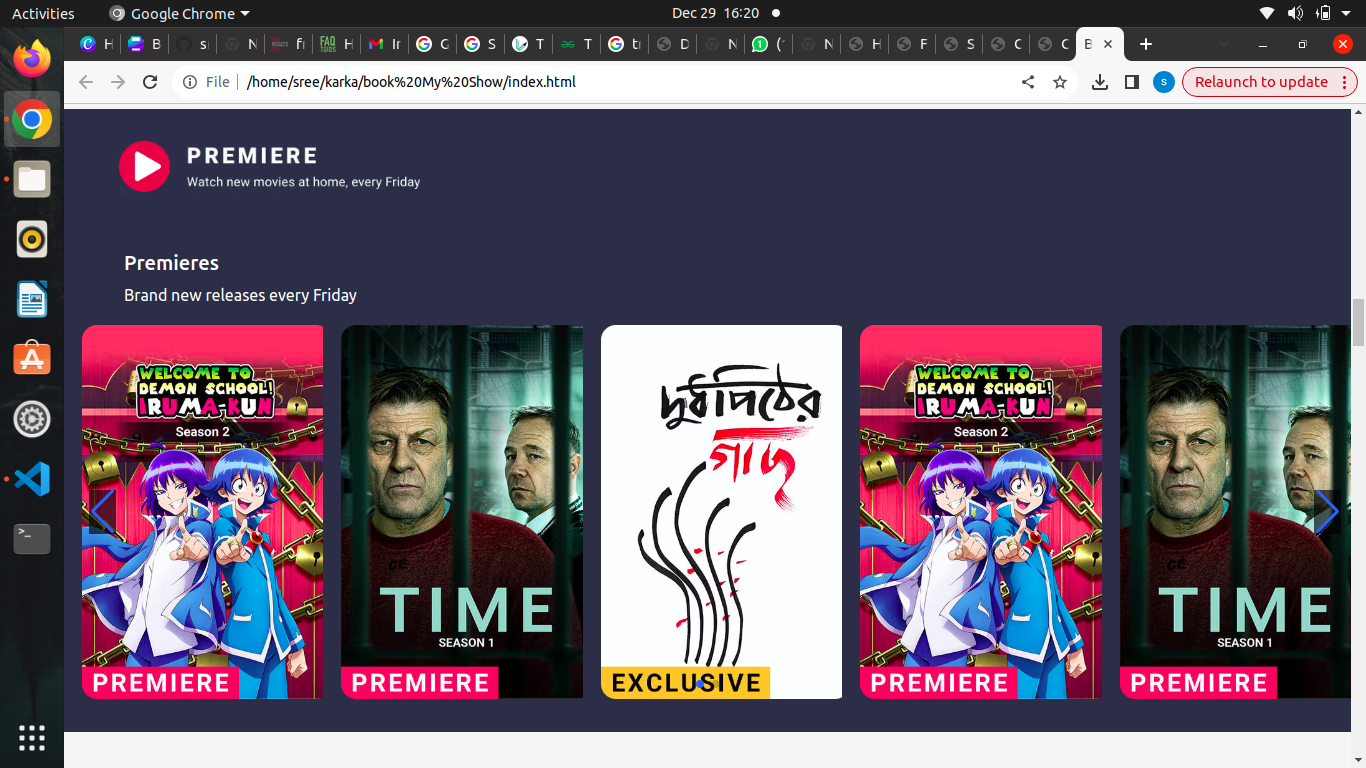 Activities
Google Chrome
Dec 29 16:20
File
/home/sree/karka/book%20My%20Show/index.html
s
Relaunch to update
PREMIERE
Watch new movies at home, every Friday
Premieres
Brand new releases every Friday
WELCOME TO
DEMON SCHOOL!
IRUMA-KUN
Season 2
PREMIERE
TIME
SEASON 1
PREMIERE
দুধপিঠের
গাছ
EXCLUSIVE
WELCOME TO
DEMON SCHOOL!
IRUMA-KUN
Season 2
PREMIERE
TIME
SEASON 1
PREMIERE